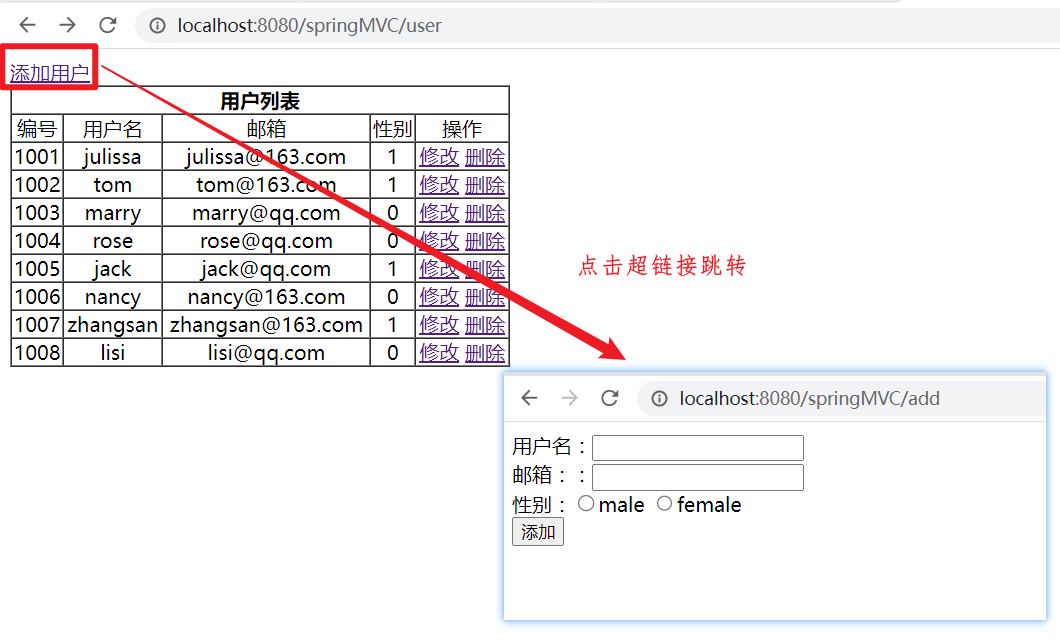 localhost:8080/springMVC/user
添加用户
用户列表
编号 用户名 邮箱 性别 操作
1001 julissa julissa@163.com 1 修改 删除
1002 tom tom@163.com 1 修改 删除
1003 marry marry@qq.com 0 修改 删除
1004 rose rose@qq.com 0 修改 删除
1005 jack jack@qq.com 1 修改 删除
1006 nancy nancy@163.com 0 修改 删除
1007 zhangsan zhangsan@163.com 1 修改 删除
1008 lisi lisi@qq.com 0 修改 删除
点击超链接跳转
localhost:8080/springMVC/add
用户名：
邮箱：：
性别： male female
添加